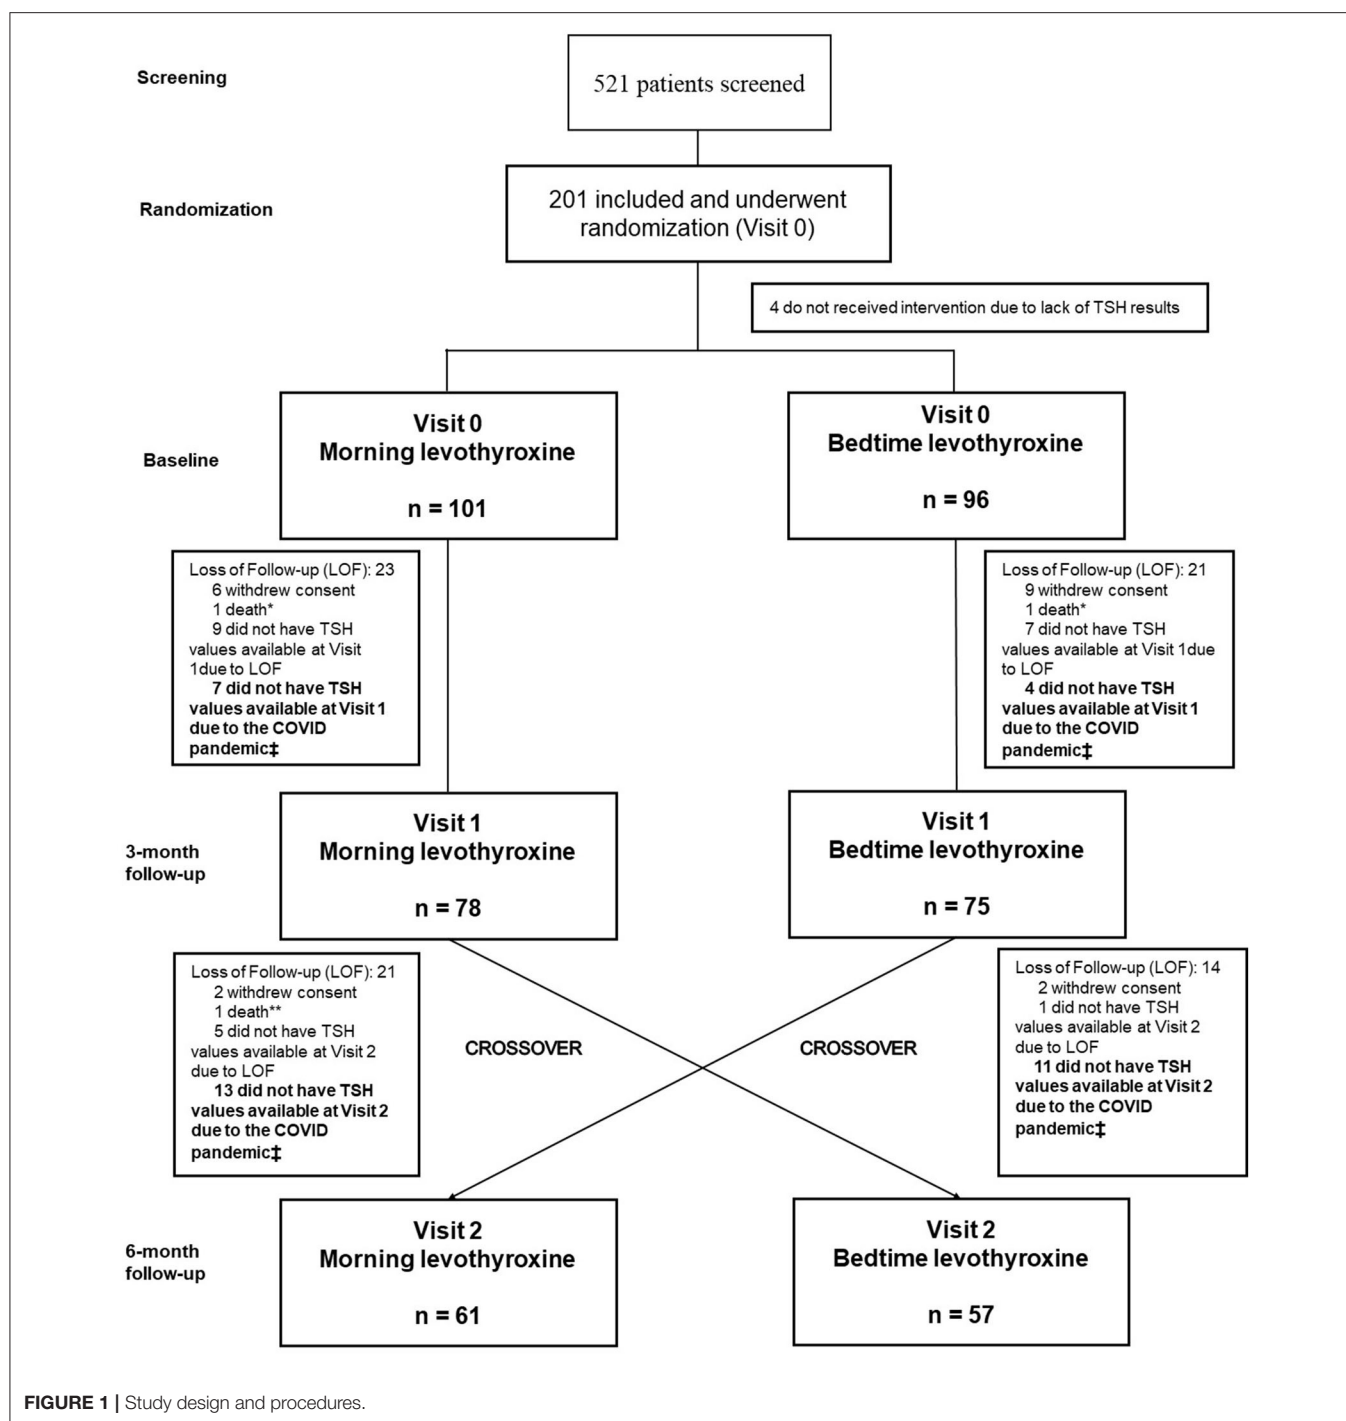 Screening
521 patients screened
Randomization
201 included and underwent
randomization (Visit 0)
4 do not received intervention due to lack of TSH results
Baseline
Visit 0
Morning levothyroxine
n = 101
Visit 0
Bedtime levothyroxine
n = 96
Loss of Follow-up (LOF): 23
6 withdrew consent
1 death*
9 did not have TSH
values available at Visit
1due to LOF
7 did not have TSH
values available at Visit 1
due to the COVID
pandemic‡
Loss of Follow-up (LOF): 21
9 withdrew consent
1 death*
7 did not have TSH
values available at Visit 1due
to LOF
4 did not have TSH
values available at Visit 1
due to the COVID
pandemic‡
3-month
follow-up
Visit 1
Morning levothyroxine
n = 78
Visit 1
Bedtime levothyroxine
n = 75
Loss of Follow-up (LOF): 21
2 withdrew consent
1 death**
5 did not have TSH
values available at Visit 2
due to LOF
13 did not have TSH
values available at Visit 2
due to the COVID
pandemic‡
CROSSOVER
CROSSOVER
Loss of Follow-up (LOF): 14
2 withdrew consent
1 did not have TSH
values available at Visit 2
due to LOF
11 did not have TSH
values available at Visit 2
due to the COVID
pandemic‡
6-month
follow-up
Visit 2
Morning levothyroxine
n = 61
Visit 2
Bedtime levothyroxine
n = 57
FIGURE 1 | Study design and procedures.